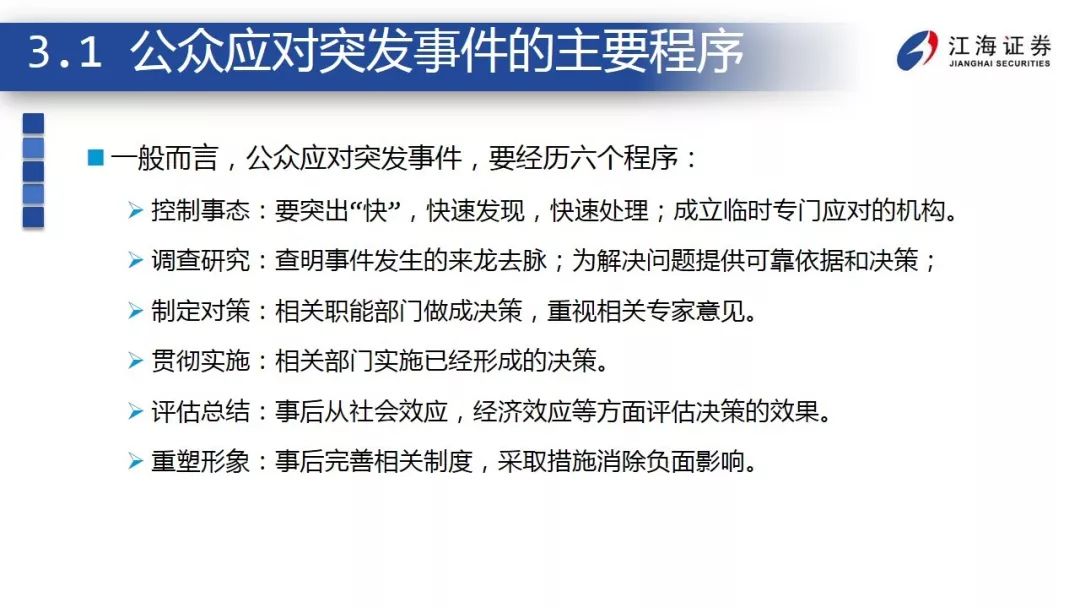 3.1 公众应对突发事件的主要程序
江海证券
JIANGHAI SECURITIES
一般而言，公众应对突发事件，要经历六个程序：
控制事态：要突出“快”，快速发现，快速处理；成立临时专门应对的机构。
调查研究：查明事件发生的来龙去脉；为解决问题提供可靠依据和决策；
制定对策：相关职能部门做成决策，重视相关专家意见。
贯彻实施：相关部门实施已经形成的决策。
评估总结：事后从社会效应，经济效应等方面评估决策的效果。
重塑形象：事后完善相关制度，采取措施消除负面影响。